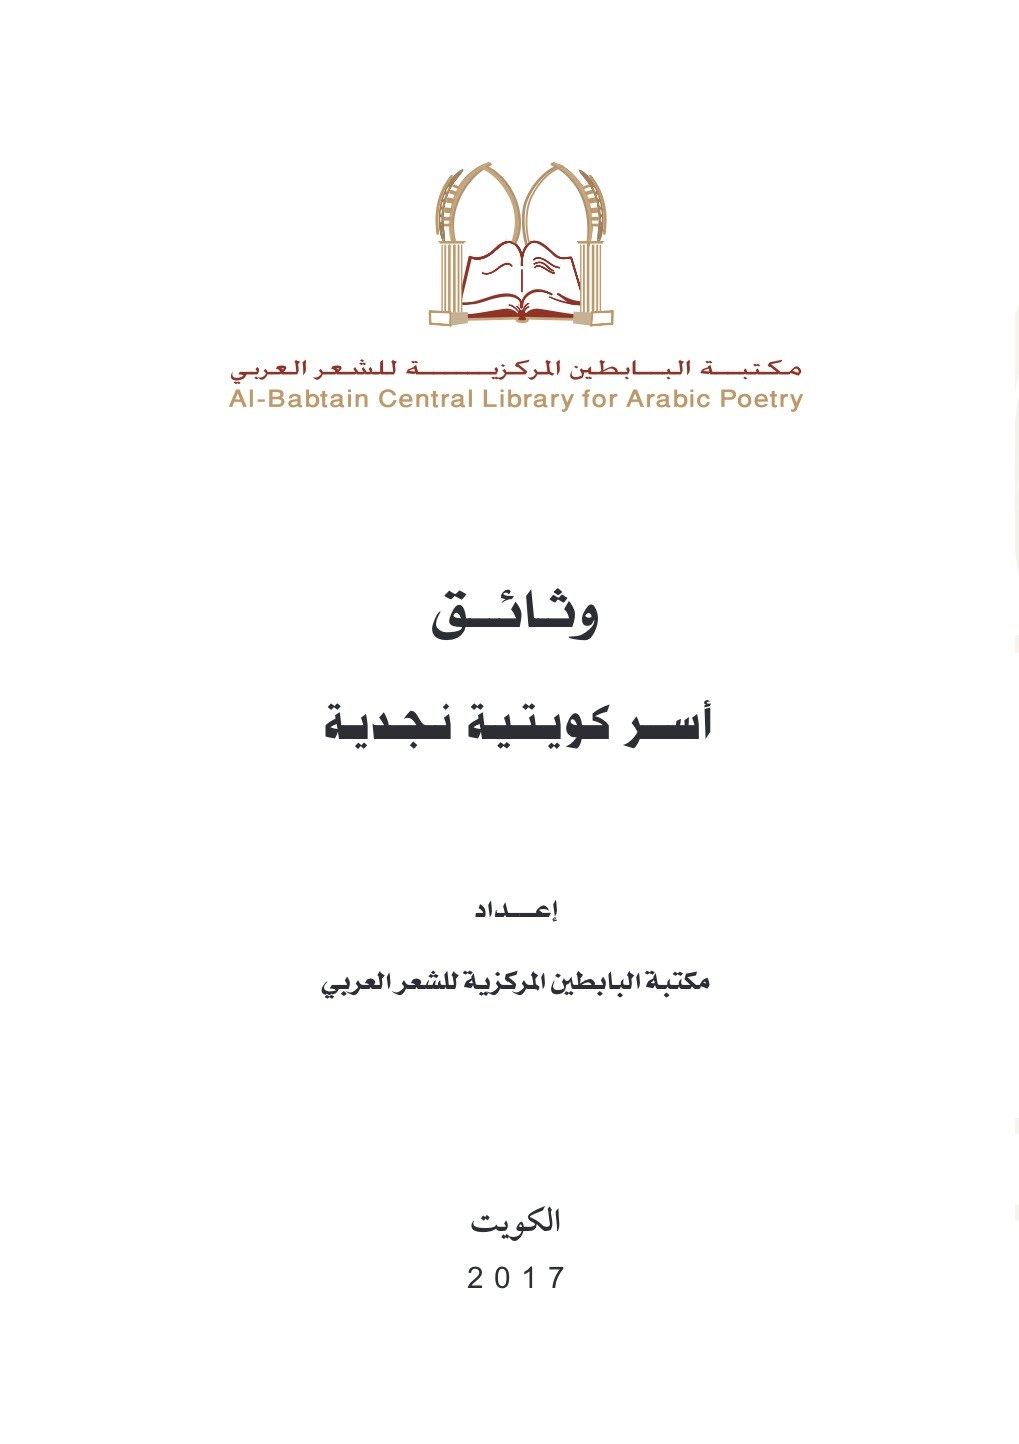 مكتبة البابطين المركزية للشعر العربي
Al-Babtain Central Library for Arabic Poetry
وثائق
أسر كويتية نجدية
إعداد
مكتبة البابطين المركزية للشعر العربي
الكويت
2017